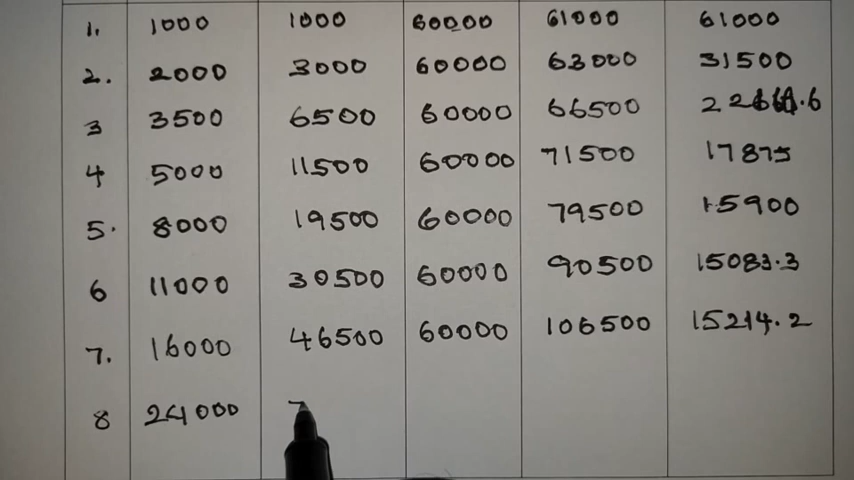 1. 1000 1000 60000 61000 61000
2. 2000 3000 60000 63000 31500
3 3500 6500 60000 66500
4 5000 11500 60000 71500 17875
5. 8000 19500 60000 79500 15900
6 11000 30500 60000 90500 15083.3
7. 16000 46500 60000 106500 15214.2
8 24000